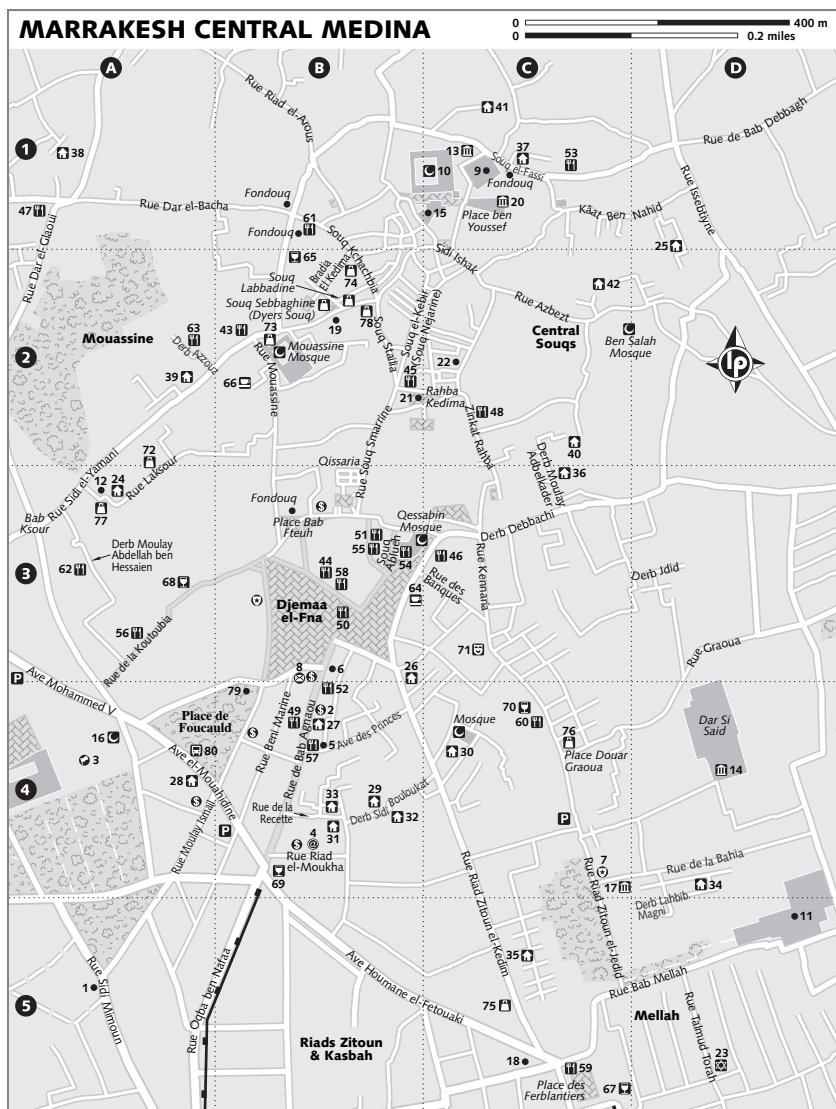 MARRAKESH CENTRAL MEDINA
0 400 m
0 0.2 miles
A B C D
1
Rue Riad el-Arous
41
Rue de Bab Debbagh
38
13
10
9
37
Souq el-Fassi
Fondouq
53
Rue Issebtiyne
47
Rue Dar el-Bacha
Fondouq
Fondouq
61
15
20
Place ben
Youssef
Kâat Ben Nahid
25
Rue Dar el-Glaoui
65
Souq Kchachbia
Bradia
El Kedima
74
Sidi Ishak
Souq
Labbadine
Souq Sebbaghine
(Dyers Souq)
19
78
42
Rue Azbezt
2
Mouassine
63
Derb Azzouz
43
73
Mouassine
Mosque
Rue Mouassine
39
66
Souq Stailia
Souq el-Kebir
(Souq Nejarine)
45
22
21
Rahba
Kedima
48
Central
Souqs
Ben Salah
Mosque
lp
Zinkat Rahba
40
Derb Moulay
Adbelkader
36
72
12
24
Rue Laksour
Rue Sidi el-Yamani
77
Bab
Ksour
Qissaria
Rue Souq Smarrine
Fondouq
Place Bab
Fteuh
Qessabin
Mosque
Derb Debbachi
3
Derb Moulay
Abdellah ben
Hessaien
62
68
51
55
Souq
Ablueh
54
46
44
58
Rue des
Banques
64
Rue Kennaria
Derb Jdid
Djemaa
el-Fna
50
56
Rue de la Koutoubia
71
Rue Graoua
P
Ave Mohammed V
8
6
26
52
79
Place de
Foucauld
49
2
27
5
57
Rue Beni Marine
Rue de Bab Agnaou
Ave des Princes
70
60
Mosque
30
76
Place Douar
Graoua
Dar Si
Said
14
16
3
80
4
28
Ave el-Mouahidine
Rue Moulay Ismail
P
33
29
Rue de la
Recette
Derb Sidi Bouloukat
32
31
4
Rue Riad
el-Moukha
69
P
7
17
Rue de la Bahia
Derb Lahbib
Magni
34
11
Rue Riad Zitoun el-Kedim
Rue Riad Zitoun el-Jedid
35
Rue Bab Mellah
5
1
Rue Sidi Mimoun
Rue Oqba ben Nafaa
Ave Houmane el-Fetouaki
Riads Zitoun
& Kasbah
75
Mellah
18
59
Place des
Ferblantiers
67
Rue Talmud Torah
23